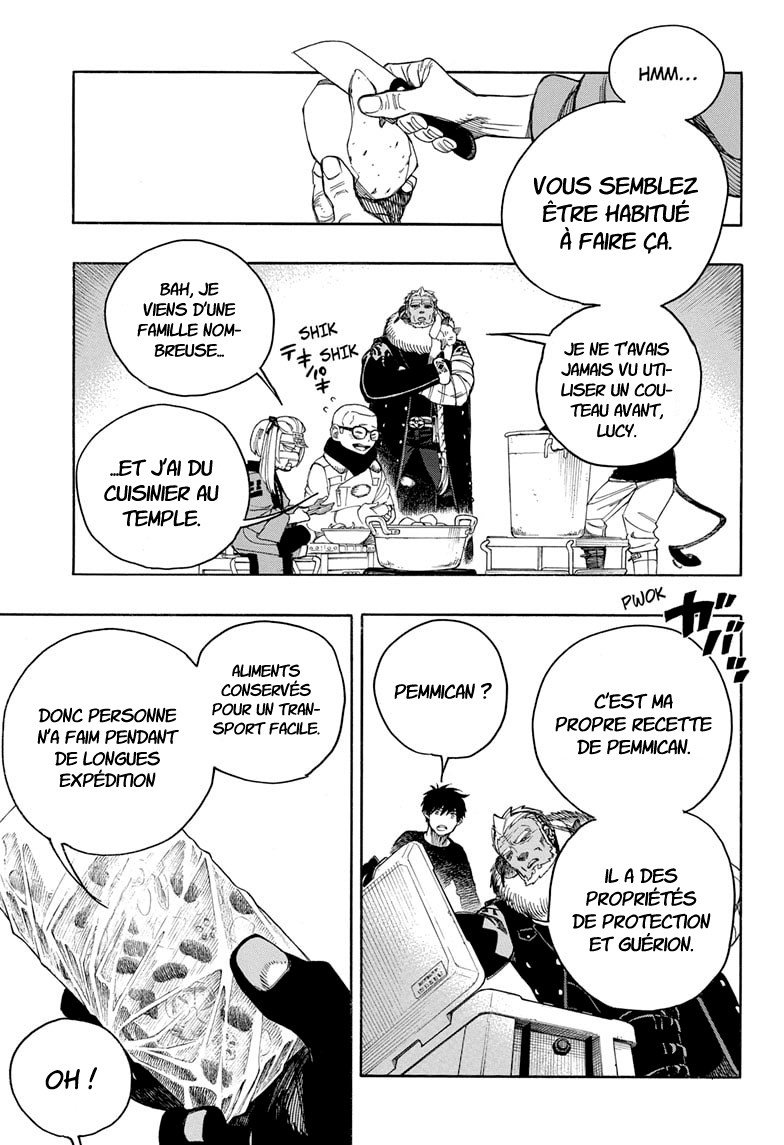 HMM...
VOUS SEMBLEZ
ÊTRE HABITUÉ
À FAIRE ÇA.
JE NE T'AVAIS
JAMAIS VU UTI-
LISER UN COU-
TEAU AVANT,
LUCY.
BAH, JE
VIENS D'UNE
FAMILLE NOM-
BREUSE...
SHIK
SHIK
...ET J'AI DU
CUISINIER AU
TEMPLE.
PWOK
ガバッ
C'EST MA
PROPRE RECETTE
DE PEMMICAN.
PEMMICAN ?
IL A DES
PROPRIÉTÉS
DE PROTECTION
ET GUÉRION.
ALIMENTS
CONSERVÉS
POUR UN TRAN-
SPORT FACILE.
DONC PERSONNE
N'A FAIM PENDANT
DE LONGUES
EXPÉDITION
OH !